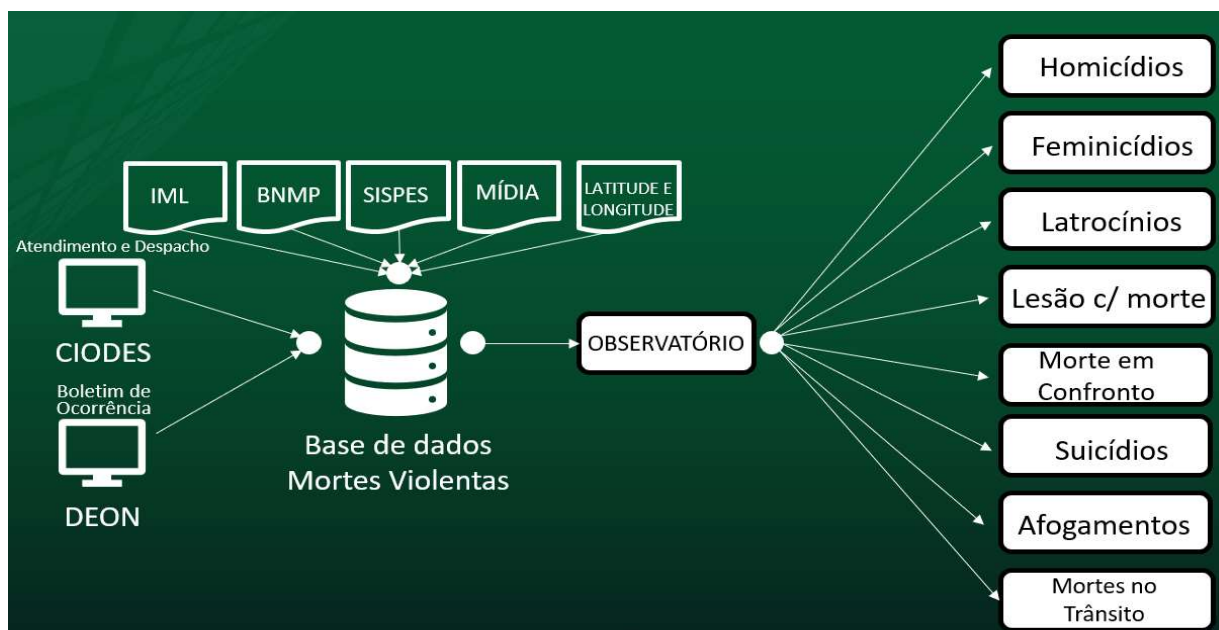 IML
BNMP
SISPES
MÍDIA
LATITUDE E
LONGITUDE
Atendimento e Despacho
CIODES
Boletim de
Ocorrência
DEON
Base de dados
Mortes Violentas
OBSERVATÓRIO
Homicídios
Feminicídios
Latrocínios
Lesão c/ morte
Morte em
Confronto
Suicídios
Afogamentos
Mortes no
Trânsito